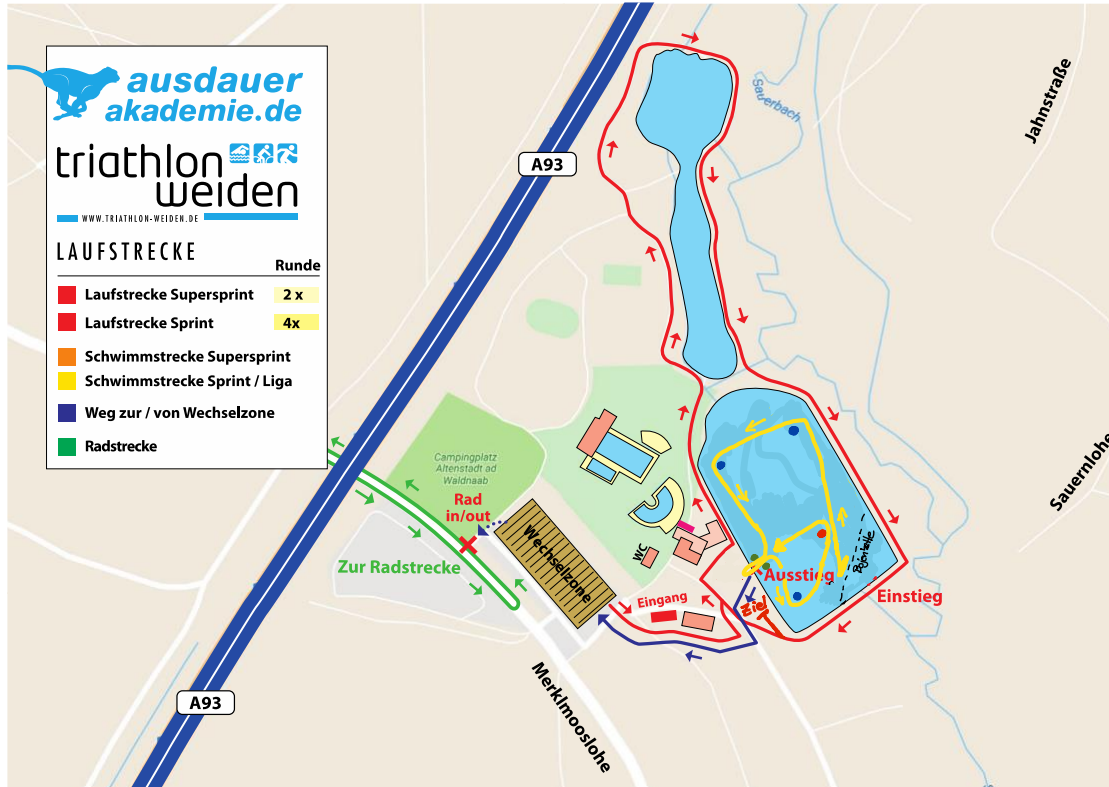 ausdauer
akademie.de
triathlon
weiden
WWW.TRIATHLON-WEIDEN.DE
LAUFSTRECKE
Runde
Laufstrecke Supersprint 2 x
Laufstrecke Sprint 4x
Schwimmstrecke Supersprint
Schwimmstrecke Sprint / Liga
Weg zur / von Wechselzone
Radstrecke
A93
Sauerbach
Jahnstraße
Sauernlohe
Campingplatz
Altenstadt ad
Waldnaab
Rad
in/out
Wechselzone
Zur Radstrecke
WC
Eingang
Ausstieg
Einstieg
Ziel
Merklmooslohe
A93